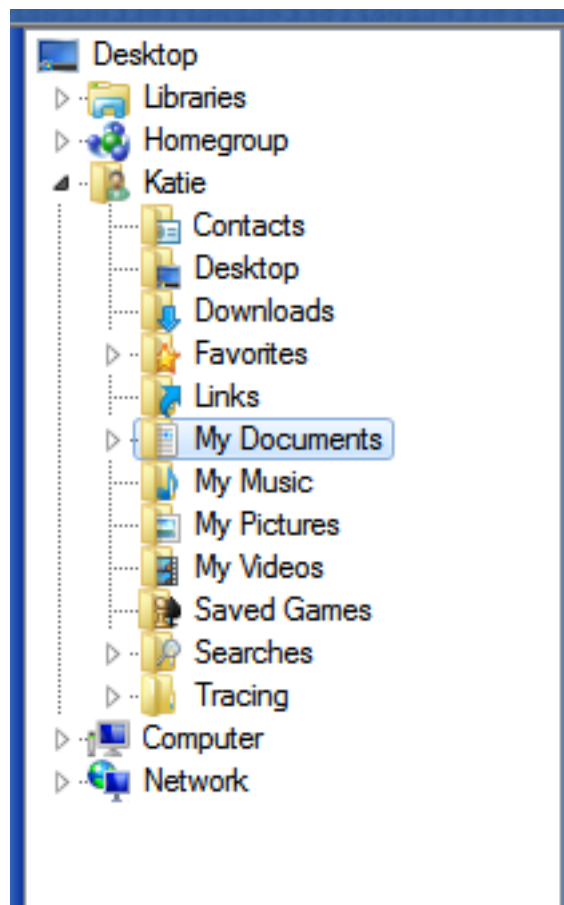 Desktop
Libraries
Homegroup
Katie
Contacts
Desktop
Downloads
Favorites
Links
My Documents
My Music
My Pictures
My Videos
Saved Games
Searches
Tracing
Computer
Network